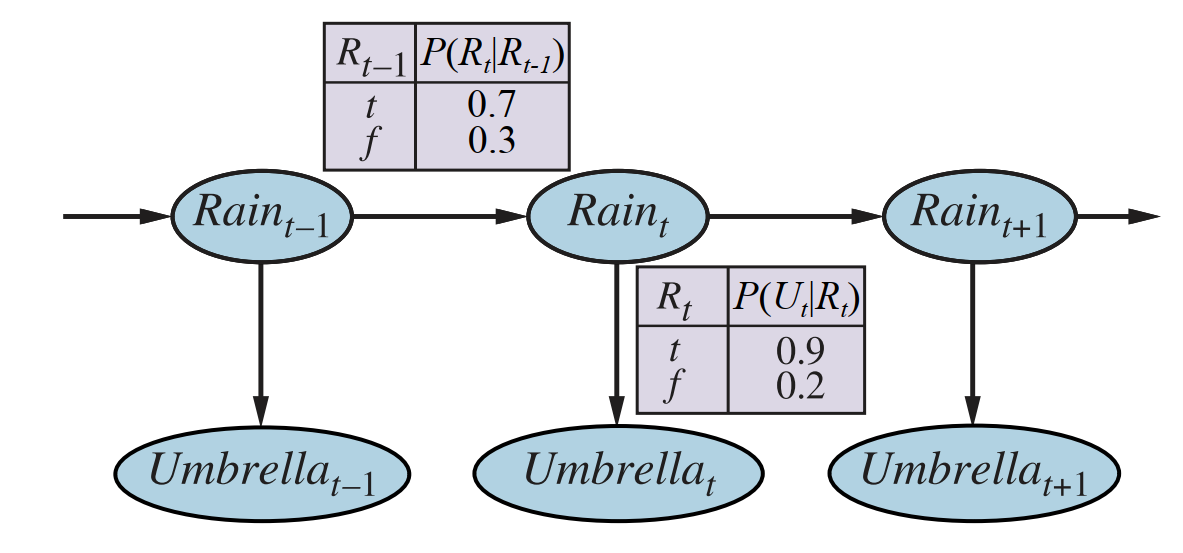 R_{t–1} P(R_t|R_{t-1})
t 0.7
f 0.3
Rain_{t–1} Rain_t Rain_{t+1}
R_t P(U_t|R_t)
t 0.9
f 0.2
Umbrella_{t–1} Umbrella_t Umbrella_{t+1}